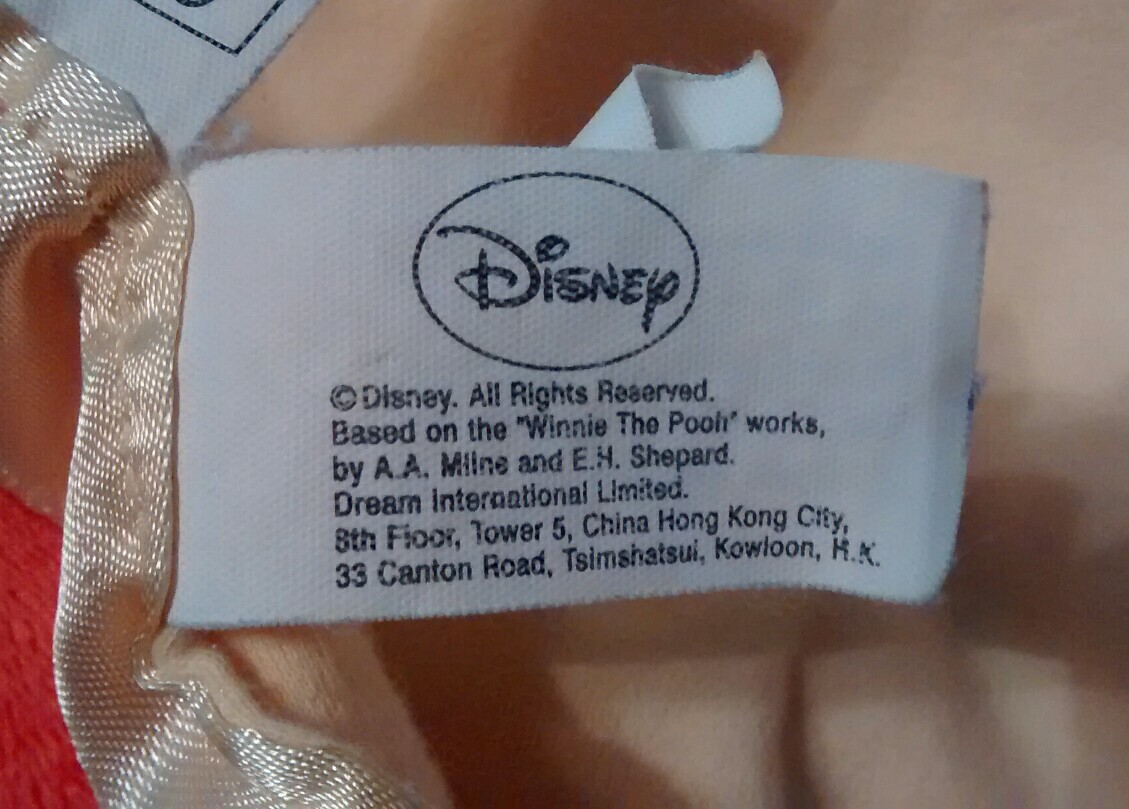 Disney
©Disney. All Rights Reserved.
Based on the "Winnie The Pooh" works,
by A.A. Milne and E.H. Shepard.
Dream International Limited.
8th Floor, Tower 5, China Hong Kong City,
33 Canton Road, Tsimshatsui, Kowloon, H.K.